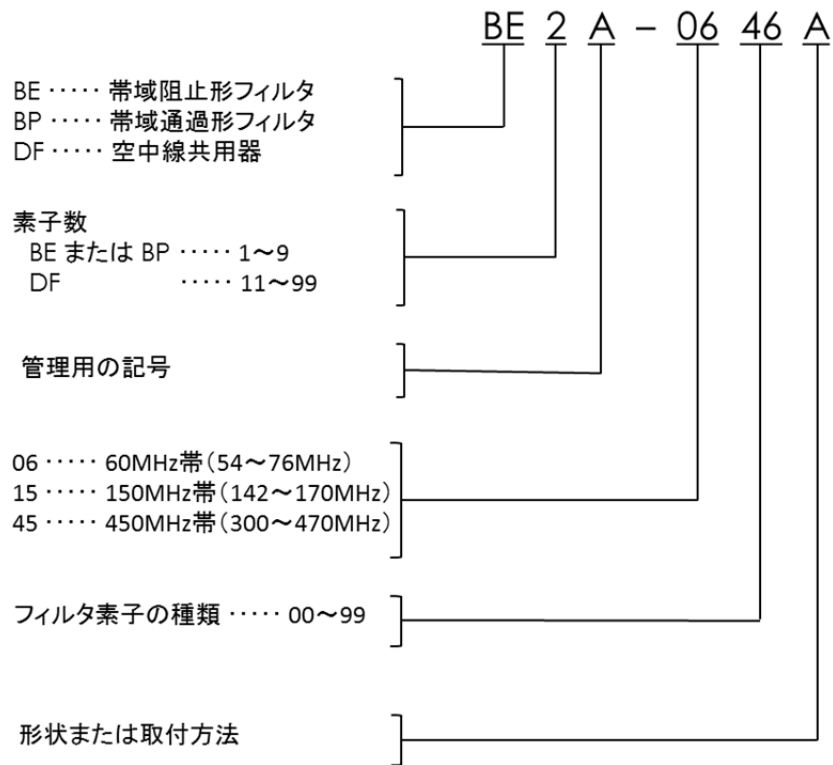 BE 2 A - 06 46 A
BE ····· 帯域阻止形フィルタ
BP ····· 帯域通過形フィルタ
DF ····· 空中線共用器
素子数
BE または BP ····· 1～9
DF ····· 11～99
管理用の記号
06 ····· 60MHz帯（54～76MHz）
15 ····· 150MHz帯（142～170MHz）
45 ····· 450MHz帯（300～470MHz）
フィルタ素子の種類 ····· 00～99
形状または取付方法